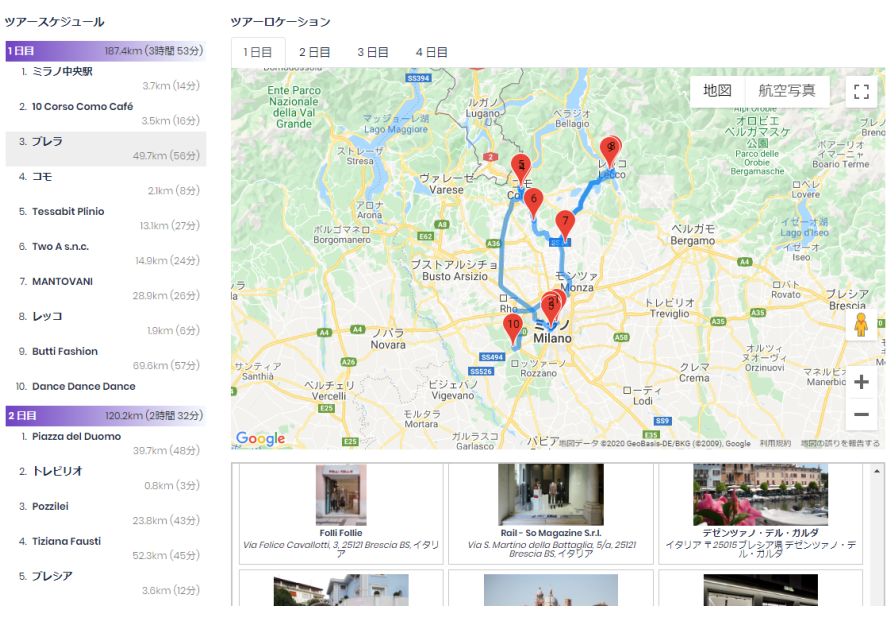 ツアースケジュール
1日目 187.4km (3時間 53分)
1. ミラノ中央駅
3.7km (14分)
2. 10 Corso Como Café
3.5km (16分)
3. ブレラ
49.7km (56分)
4. コモ
2.1km (8分)
5. Tessabit Plinio
13.1km (27分)
6. Two A s.n.c.
14.9km (24分)
7. MANTOVANI
28.9km (26分)
8. レッコ
1.9km (6分)
9. Butti Fashion
69.6km (57分)
10. Dance Dance Dance
2日目 120.2km (2時間 32分)
1. Piazza del Duomo
39.7km (48分)
2. トレビリオ
0.8km (3分)
3. Pozzilei
23.8km (43分)
4. Tiziana Fausti
52.3km (45分)
5. ブレシア
3.6km (12分)
ツアーロケーション
1日目 2日目 3日目 4日目
地図 航空写真
SS394
Ente Parco
Nazionale
della Val
Grande
マッジョーレ湖
Lago Maggiore
ルガノ
Lugano
ベラジオ
Bellagio
オロビエ
ベルガマスケ
公園
Parco delle
Orobie
Bergamasche
ボアーリオ
Boario Terme
ストレーザ
Stresa
2
5
8
レッコ
Lecco
ヴァレーゼ
Varese
コモ
6
ロベレ
Lovere
アロナ
Arona
7
イゼーオ湖
Lago d'Iseo
ボルゴマネロ
Borgomanero
A8
E62
A36
ベルガモ
Bergamo
イゼーオ
Iseo
ブストアルシチョ
Busto Arsizio
A4
モンツァ
Monza
ロバト
Rovato
ブレシア
Brescia
Rho
トレビリオ
Treviglio
10
ミラノ
Milano
A35
A35
A4
A4
ノバラ
Novara
A58
A26
SS494
SS526
ロッツァーノ
Rozzano
オルツィ
ヌオーヴィ
Orzinuovi
クレマ
Crema
サンティア
Santhià
マネルビ
Manerbio
ベルチェリ
Vercelli
ビジェバノ
Vigevano
ローディ
Lodi
E25
モルタラ
Mortara
SS9
Google
E25
ガルラスコ
Garlasco
パビア
E35
地図データ ©2020 GeoBasis-DE/BKG (©2009), Google 利用規約 地図の誤りを報告する
Folli Follie
Via Felice Cavallotti, 3, 25121 Brescia BS, イタリ
ア
Rail - So Magazine S.r.l.
Via S. Martino della Battaglia, 5/a, 25121
Brescia BS, イタリア
デゼンツァノ・デル・ガルダ
イタリア 〒25015 ブレシア県 デゼンツァノ・デ
ル・ガルダ